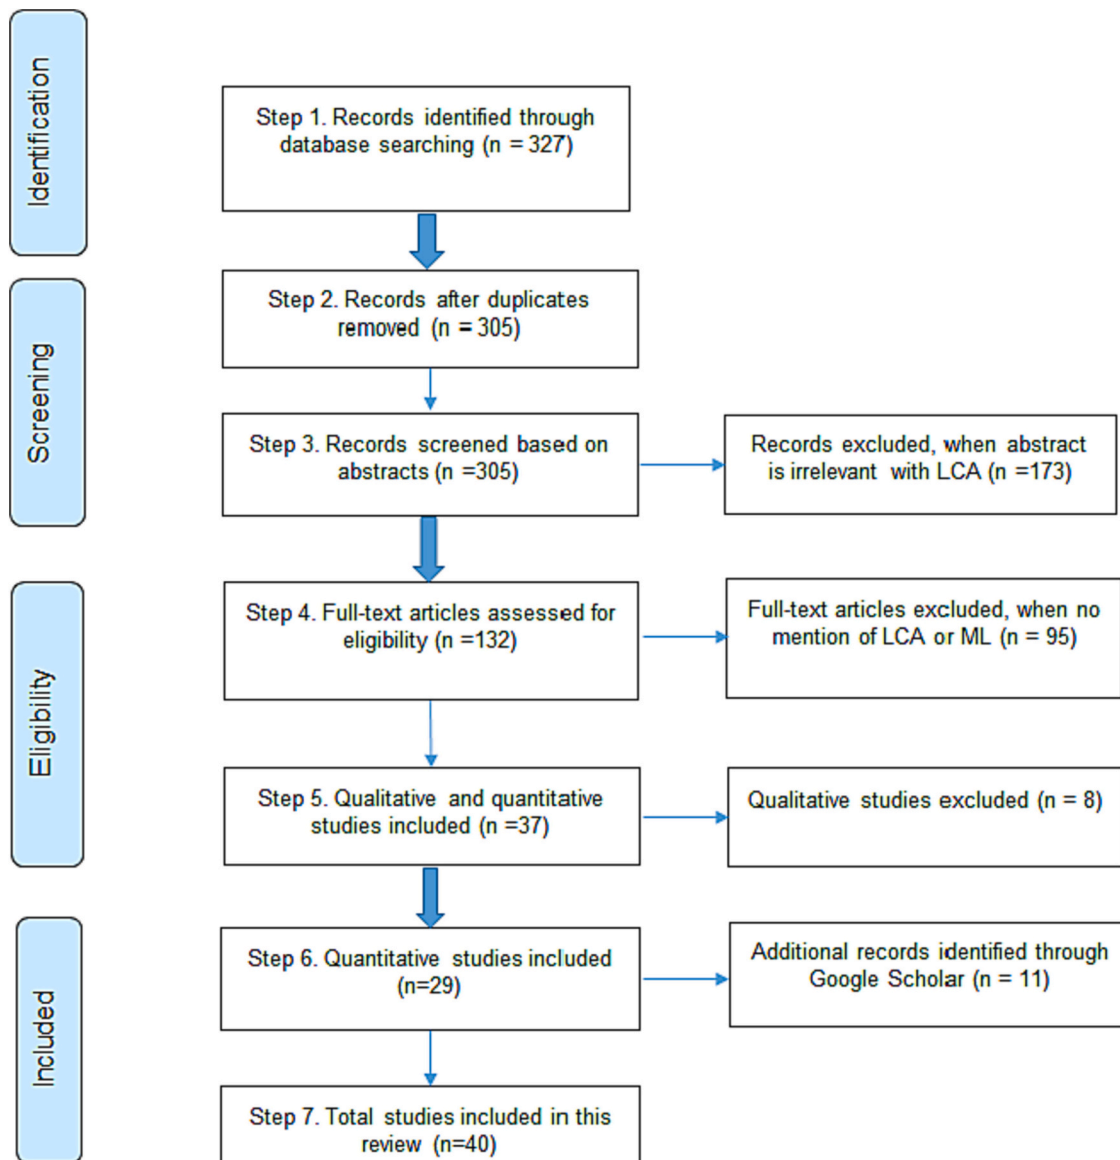 Identification
Step 1. Records identified through
database searching (n = 327)
Screening
Step 2. Records after duplicates
removed (n = 305)
Step 3. Records screened based on
abstracts (n =305)
Records excluded, when abstract
is irrelevant with LCA (n =173)
Eligibility
Step 4. Full-text articles assessed for
eligibility (n =132)
Full-text articles excluded, when no
mention of LCA or ML (n = 95)
Step 5. Qualitative and quantitative
studies included (n =37)
Qualitative studies excluded (n = 8)
Included
Step 6. Quantitative studies included
(n=29)
Additional records identified through
Google Scholar (n = 11)
Step 7. Total studies included in this
review (n=40)